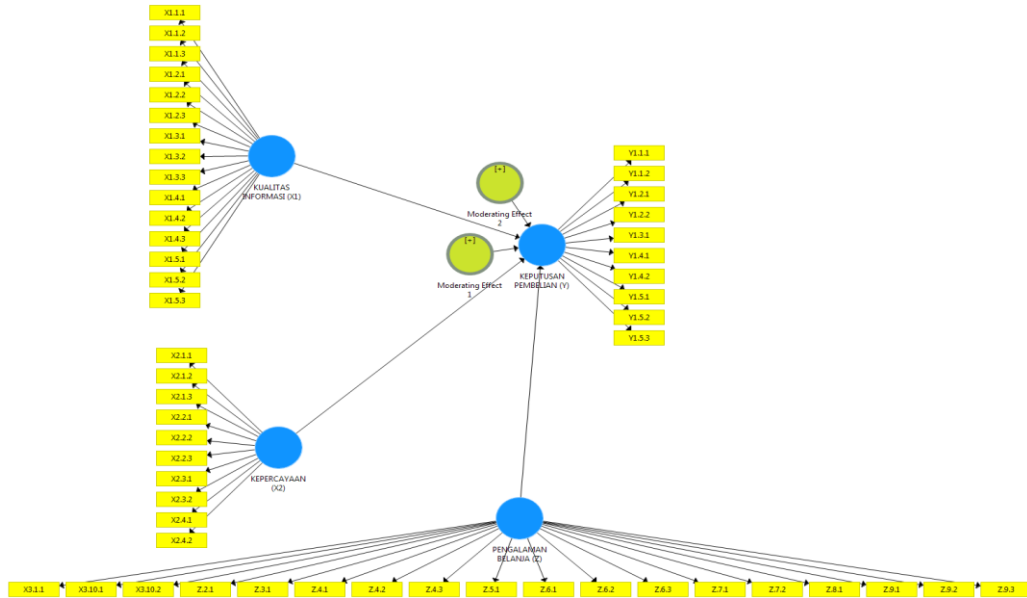 X1.1.1
X1.1.2
X1.1.3
X1.2.1
X1.2.2
X1.2.3
X1.3.1
X1.3.2
X1.3.3
X1.4.1
X1.4.2
X1.4.3
X1.5.1
X1.5.2
X1.5.3
KUALITAS
INFORMASI (X1)
[+]
Moderating Effect
2
[+]
Moderating Effect
1
KEPUTUSAN
PEMBELIAN (Y)
Y1.1.1
Y1.1.2
Y1.2.1
Y1.2.2
Y1.3.1
Y1.4.1
Y1.4.2
Y1.5.1
Y1.5.2
Y1.5.3
X2.1.1
X2.1.2
X2.1.3
X2.2.1
X2.2.2
X2.2.3
X2.3.1
X2.3.2
X2.4.1
X2.4.2
KEPERCAYAAN
(X2)
PENGALAMAN
BELANJA (Z)
X3.1.1 X3.10.1 X3.10.2 Z.2.1 Z.3.1 Z.4.1 Z.4.2 Z.4.3 Z.5.1 Z.6.1 Z.6.2 Z.6.3 Z.7.1 Z.7.2 Z.8.1 Z.9.1 Z.9.2 Z.9.3